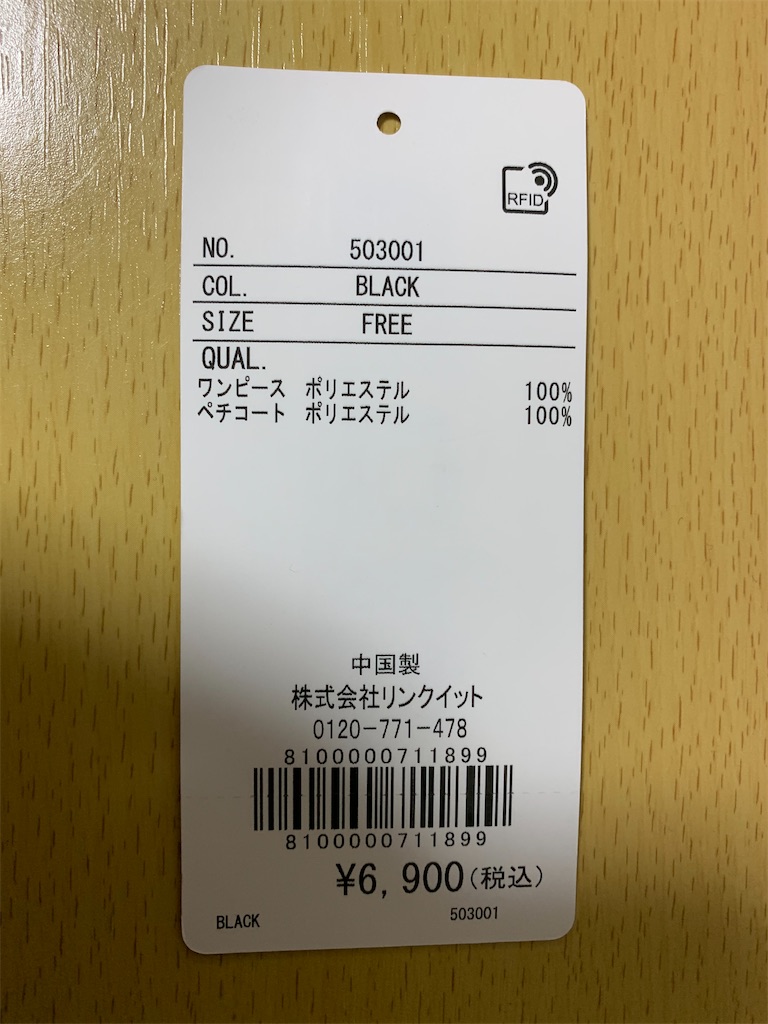 RFID
NO. 503001
COL. BLACK
SIZE FREE
QUAL.
ワンピース ポリエステル 100%
ペチコート ポリエステル 100%
中国製
株式会社リンクイット
0120-771-478
8100000711899
8100000711899
¥6,900(税込)
BLACK 503001